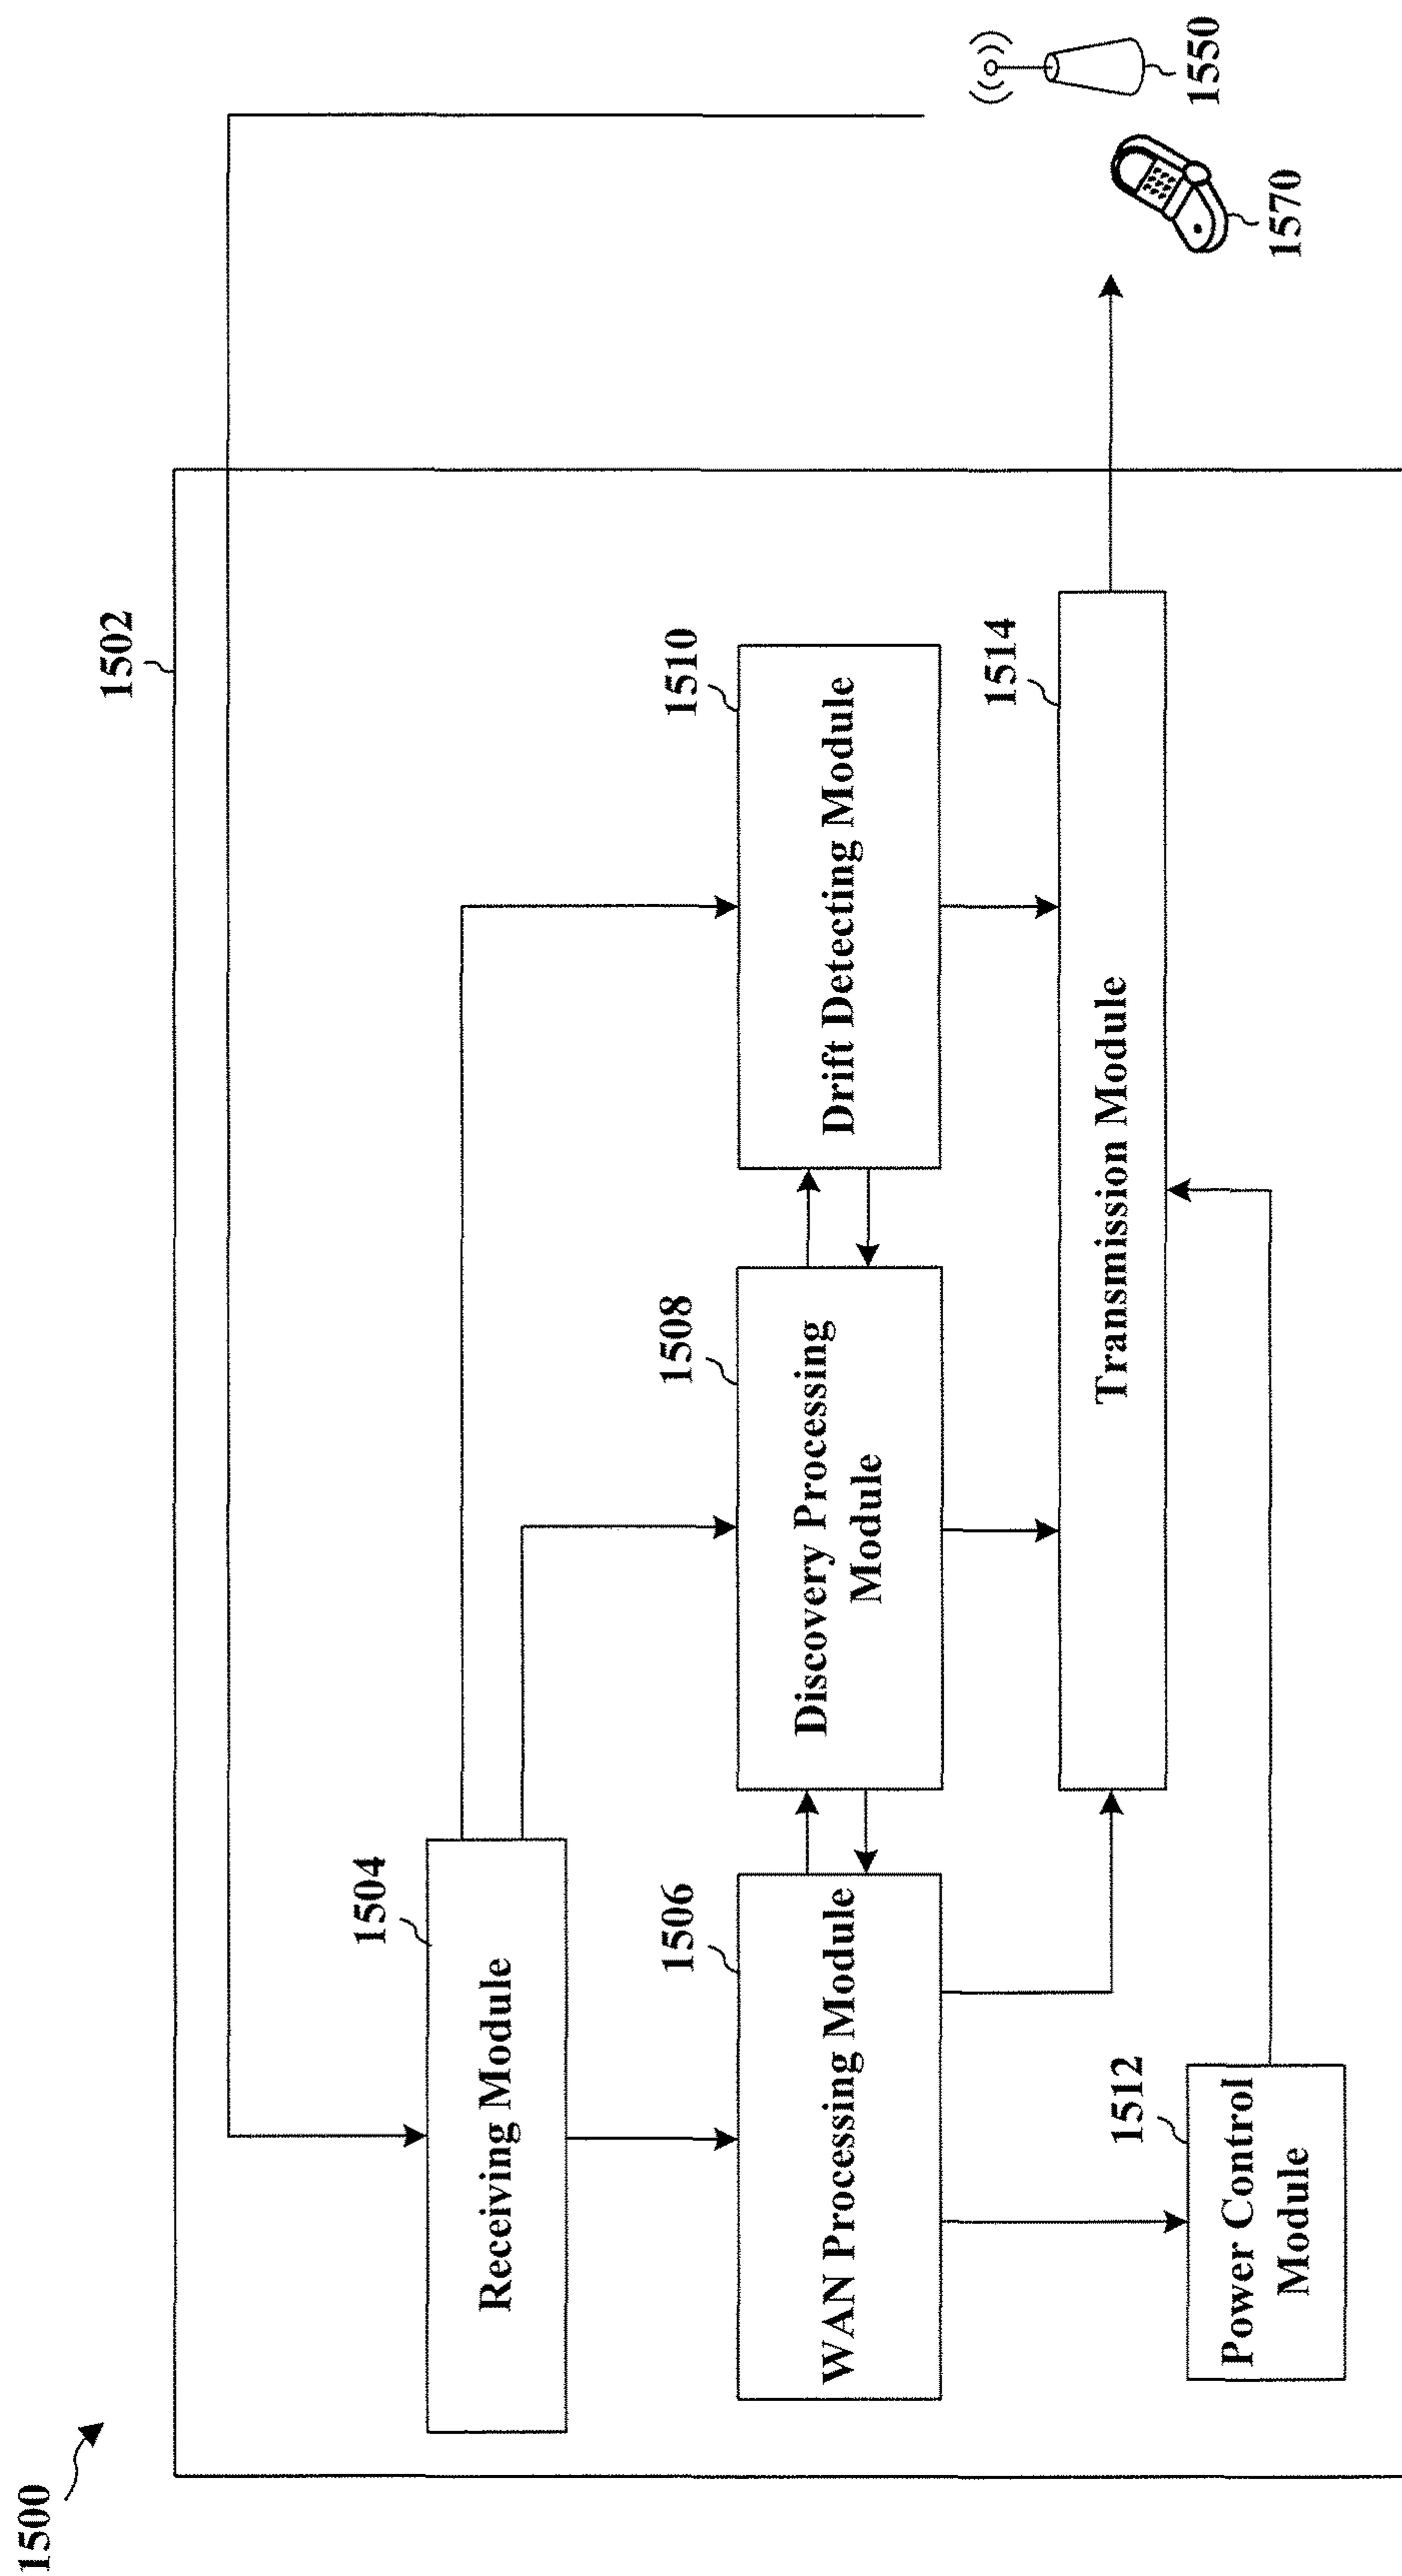 1500
1502
1504
Receiving Module
1506
WAN Processing Module
1508
Discovery Processing
Module
1510
Drift Detecting Module
1512
Power Control
Module
1514
Transmission Module
1550
1570